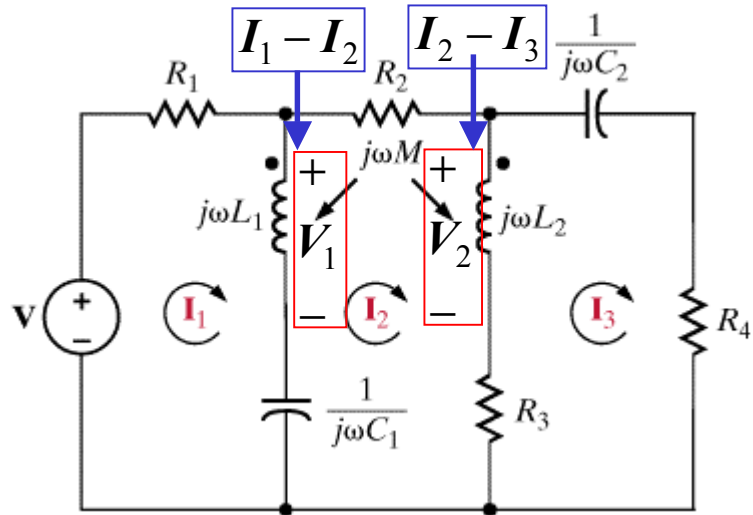 I₁ − I₂
I₂ − I₃
1/(jωC₂)
R₁
R₂
+
jωM
+
jωL₁
V₁
V₂
jωL₂
V
+
−
I₁
−
I₂
−
I₃
R₄
1/(jωC₁)
R₃